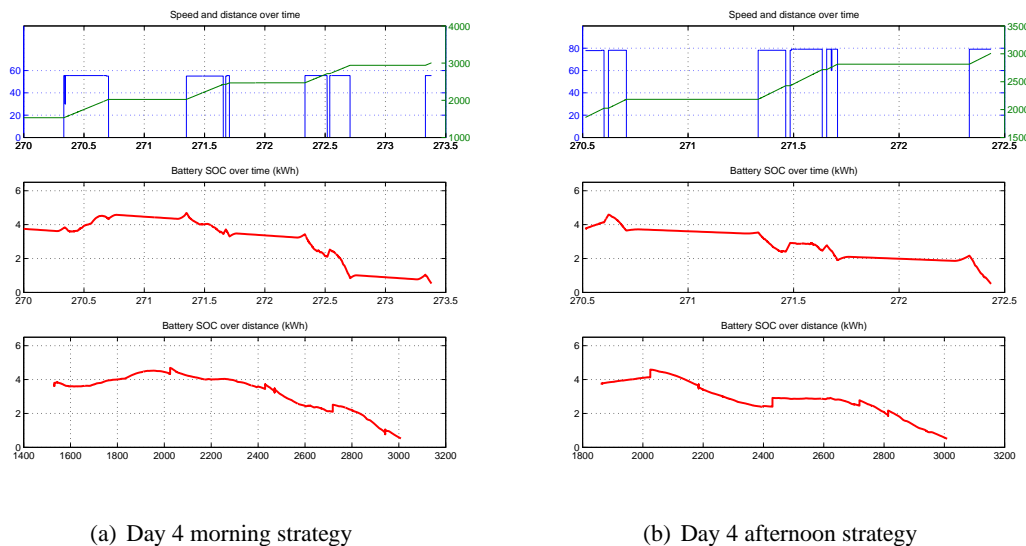 Speed and distance over time
60
40
20
0
4000
3000
2000
1000
270 270.5 271 271.5 272 272.5 273 273.5
Battery SOC over time (kWh)
6
4
2
0
270 270.5 271 271.5 272 272.5 273 273.5
Battery SOC over distance (kWh)
6
4
2
0
1400 1600 1800 2000 2200 2400 2600 2800 3000 3200
(a) Day 4 morning strategy
Speed and distance over time
80
60
40
20
0
3500
3000
2500
2000
1500
270.5 271 271.5 272 272.5
Battery SOC over time (kWh)
6
4
2
0
270.5 271 271.5 272 272.5
Battery SOC over distance (kWh)
6
4
2
0
1800 2000 2200 2400 2600 2800 3000 3200
(b) Day 4 afternoon strategy